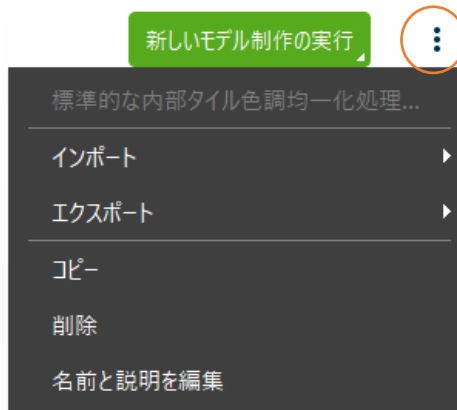 新しいモデル制作の実行
標準的な内部タイル色調均一化処理...
インポート
エクスポート
コピー
削除
名前と説明を編集